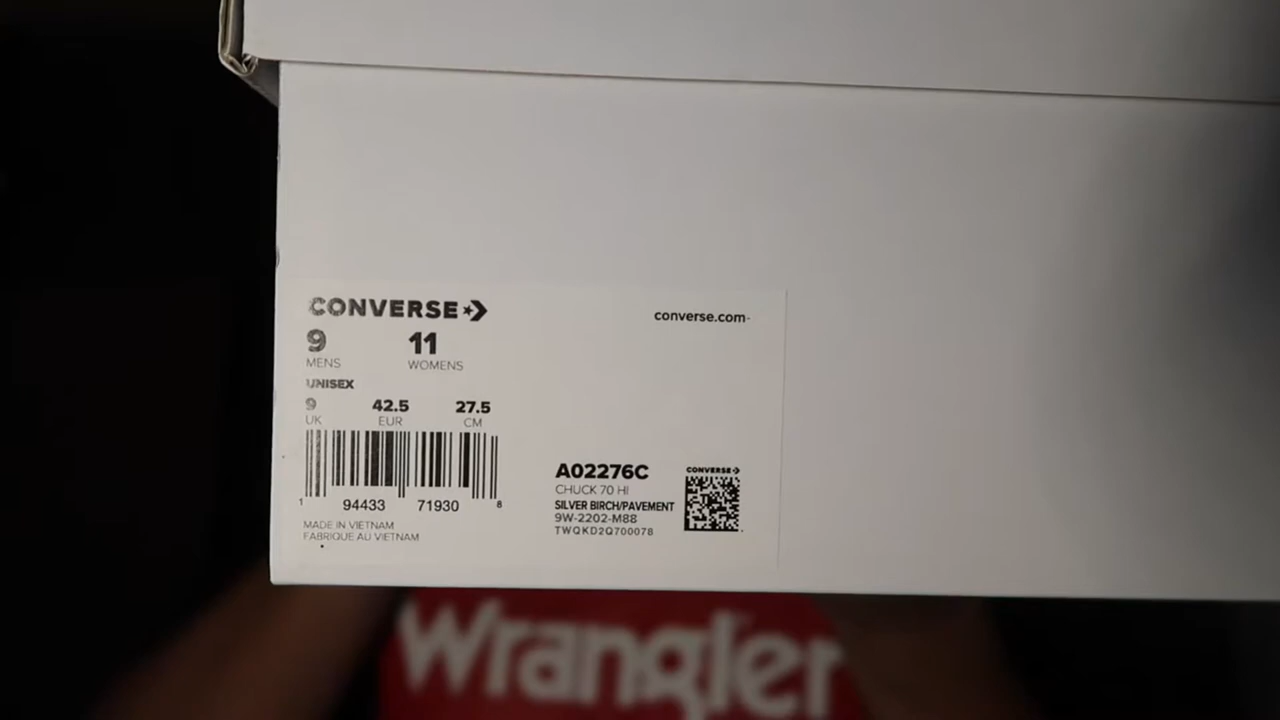 CONVERSE
converse.com
9 11
MENS WOMENS
UNISEX
9 42.5 27.5
UK EUR CM
1 94433 71930 8
MADE IN VIETNAM
FABRIQUE AU VIETNAM
A02276C
CHUCK 70 HI
SILVER BIRCH/PAVEMENT
9W-2202-M88
TWQKD2Q700078
CONVERSE
Wrangler